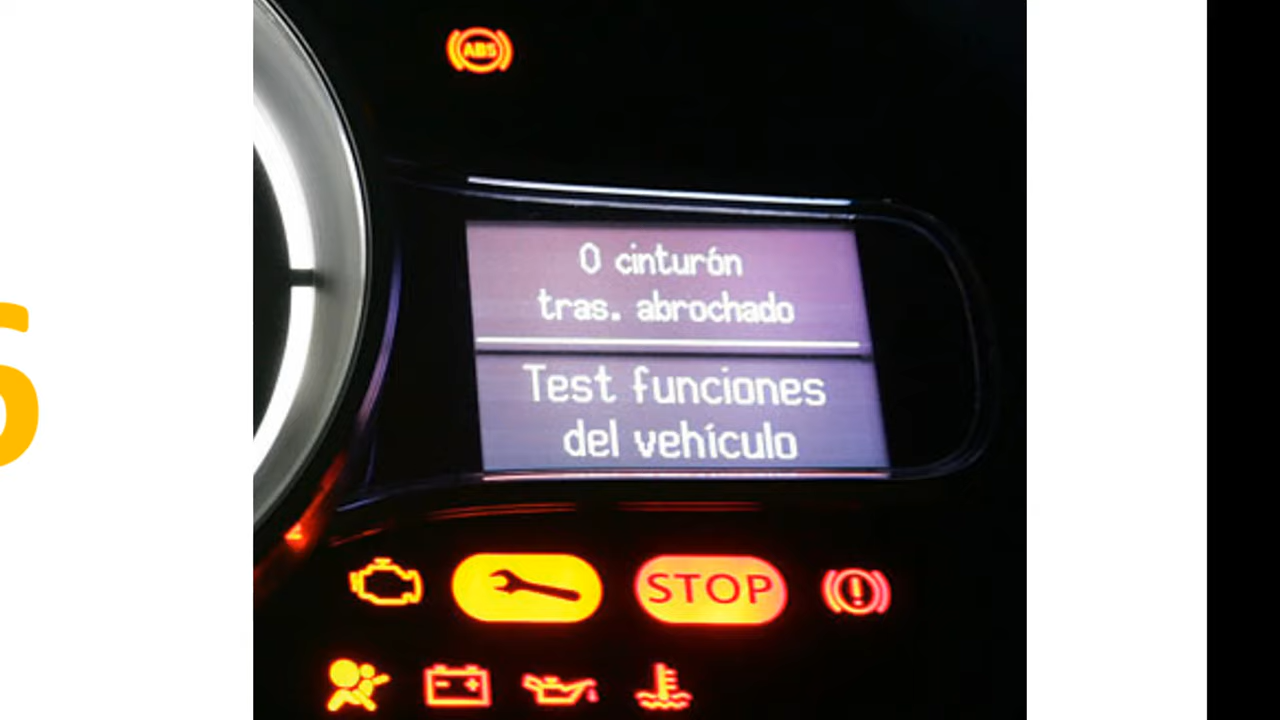 ABS
0 cinturón
tras. abrochado
Test funciones
del vehículo
STOP